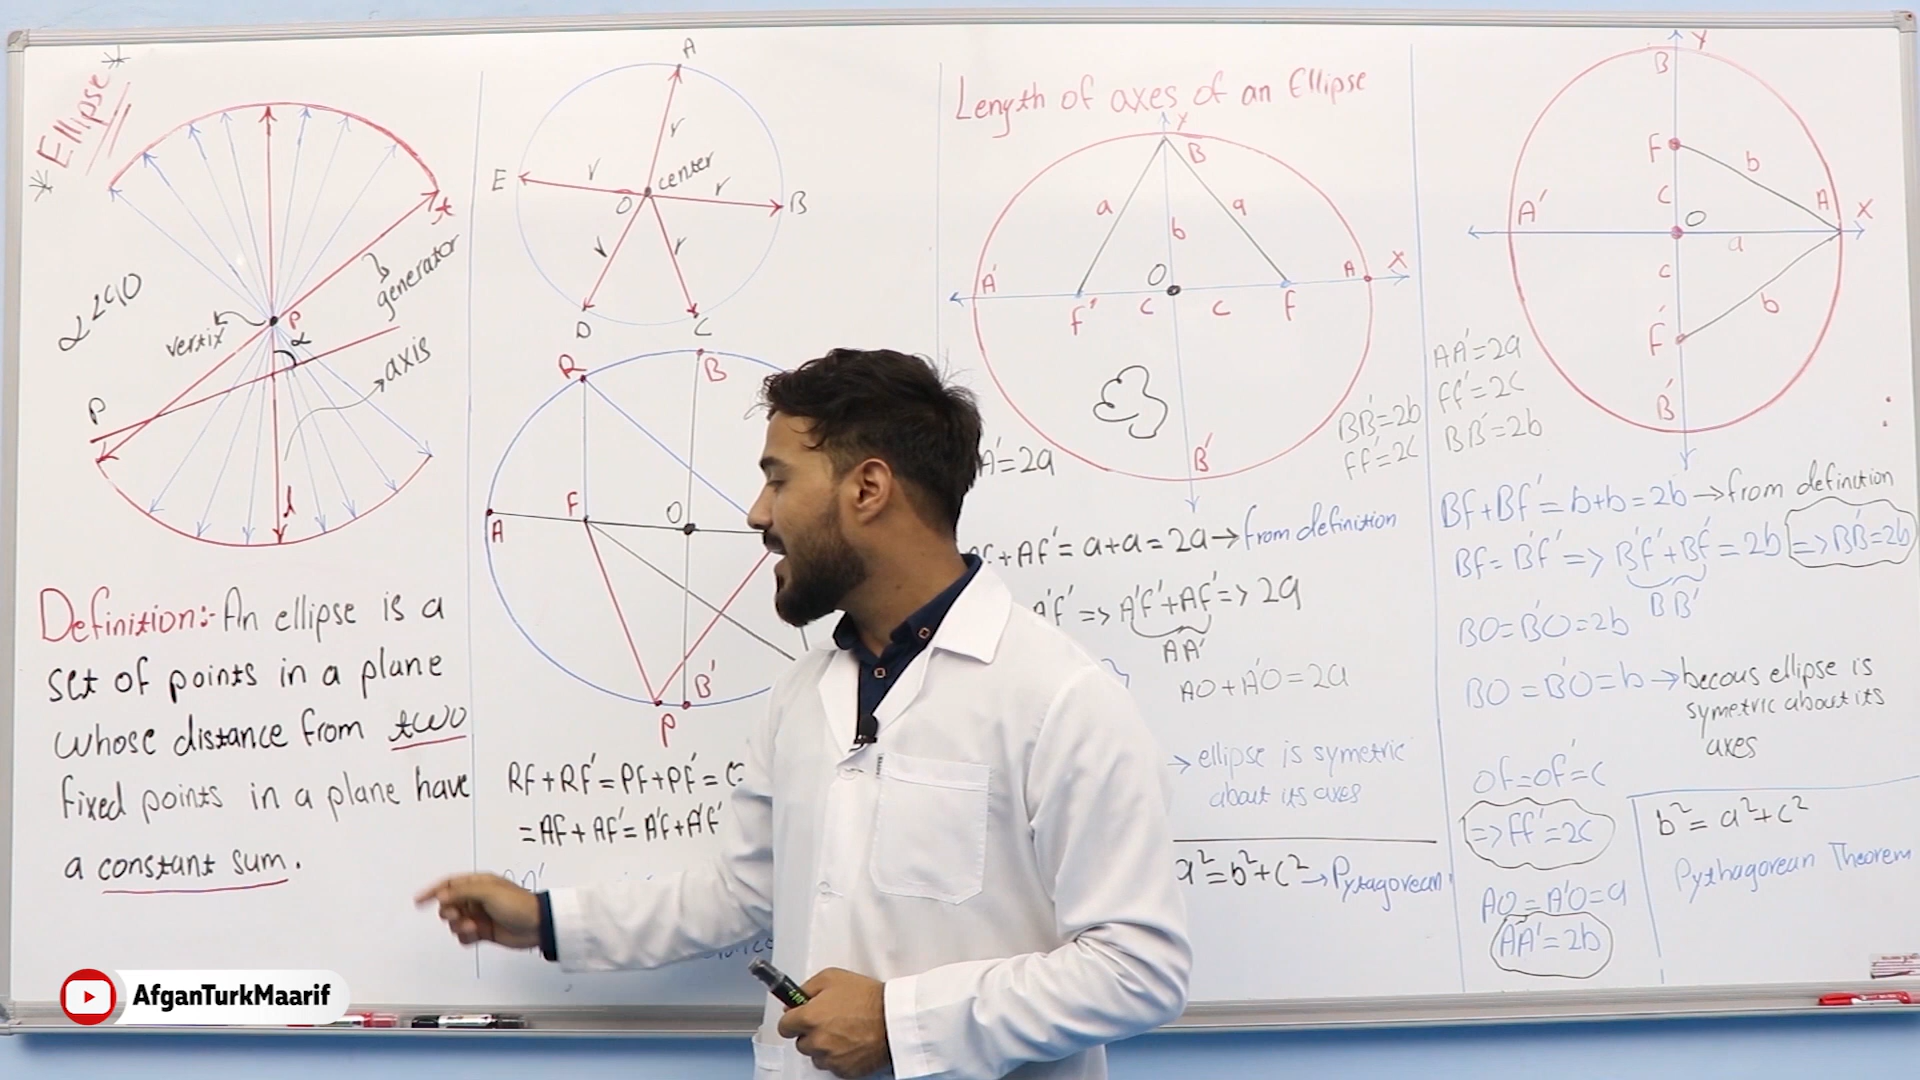 * Ellipse *
t
generator
α∠90
vertix
P
α
axis
P
d
Definition:- An ellipse is a
set of points in a plane
whose distance from two
fixed points in a plane have
a constant sum.
A
r
center
E
r
r
B
O
r
r
D
C
R
B
A
F
O
P
B'
RF+RF'=PF+PF'=C
=AF+AF'=A'F+A'F'
AA'
Length of axes of an Ellipse
Y
B
a
a
b
X
A'
O
A
F'
C
C
F
B'
A'=2a
BB'=2b
FF'=2c
+AF'=a+a=2a→from definition
A'F'=>A'F'+AF'=>2a
AA'
AO+A'O=2a
→ellipse is symetric
about its axes
a²=b²+c²→Pytagorean
Y
B
F
b
C
A'
O
A
X
a
C
F'
b
B'
AA'=2a
FF'=2c
BB'=2b
BF+BF'=b+b=2b→from definition
BF=B'F'=>B'F'+BF'=2b=>BB'=2b
BB'
BO=B'O=2b
BO=B'O=b→becous ellipse is
symetric about its
axes
OF=OF'=c
=>FF'=2c
AO=A'O=a
AA'=2b
b²=a²+c²
Pythagorean Theorem
AfganTurkMaarif